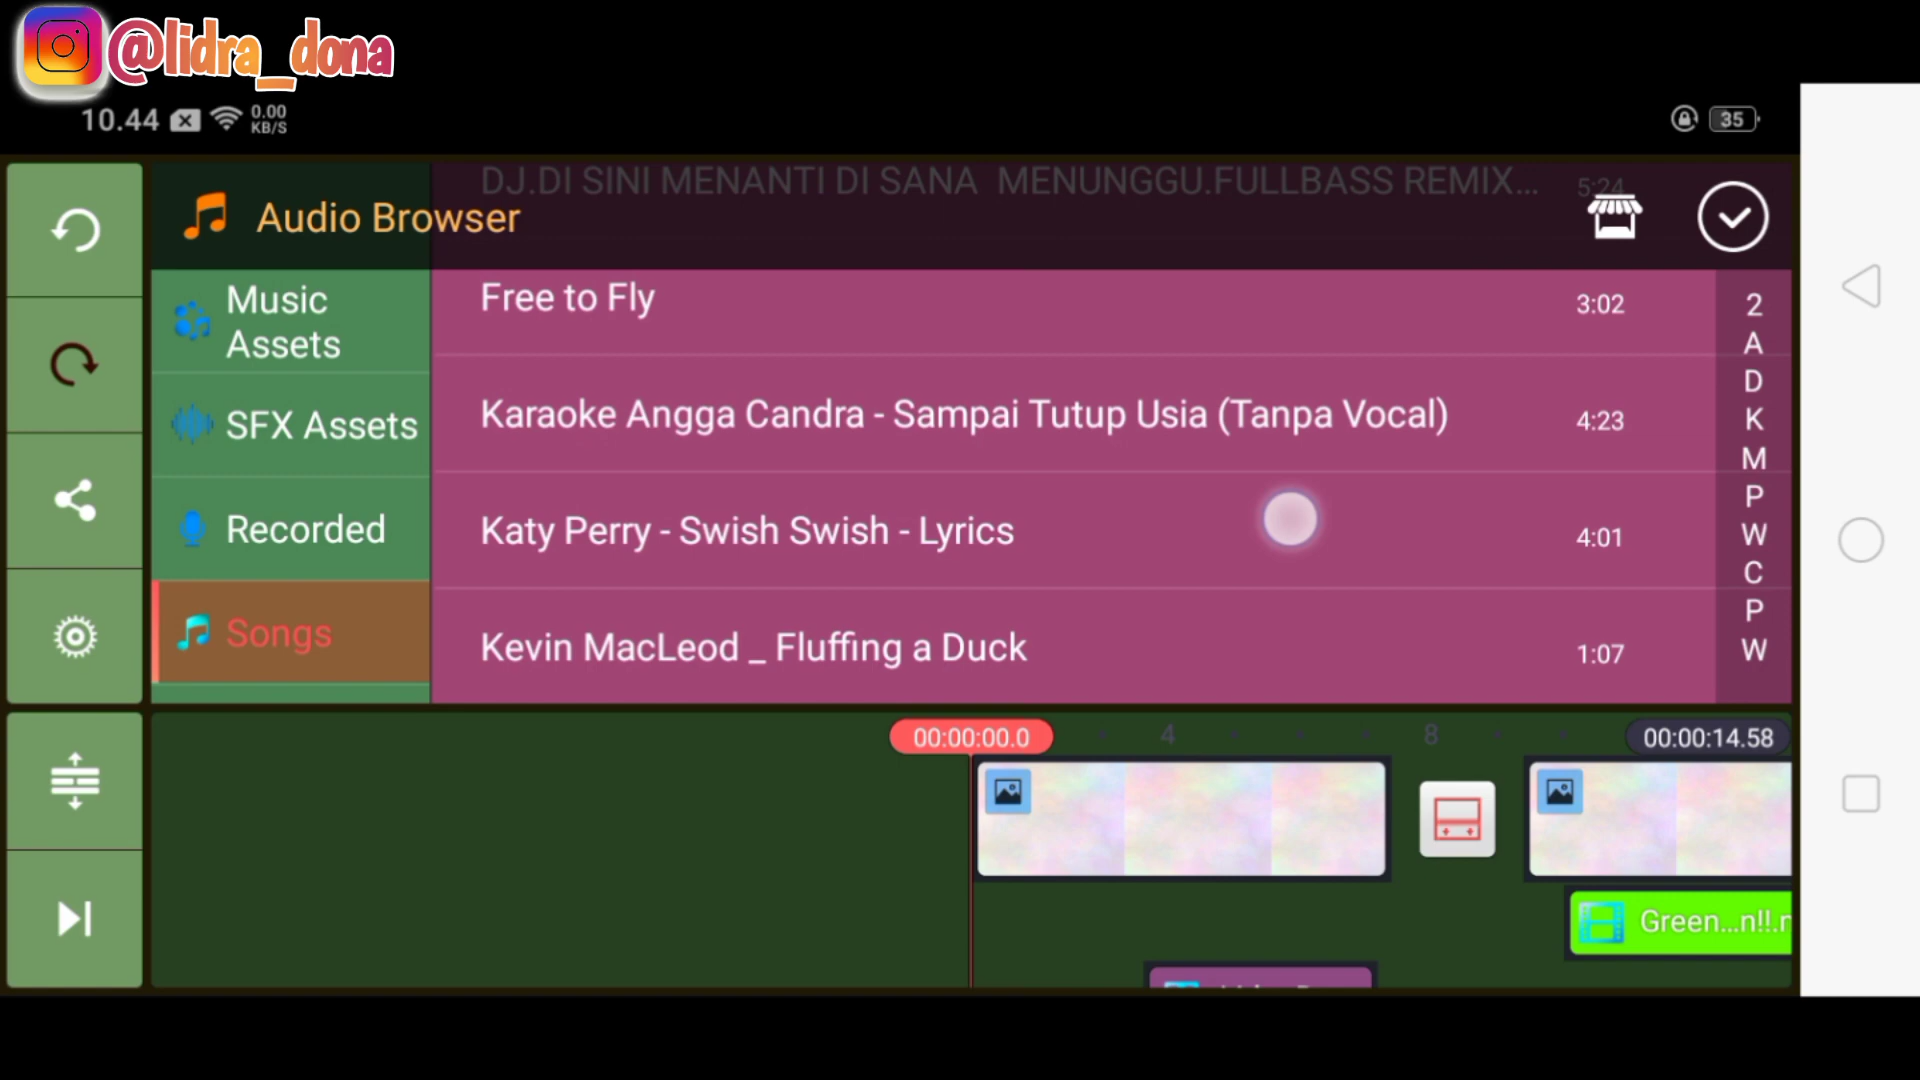 @lidra_dona
10.44
0.00
KB/S
35
DJ.DI SINI MENANTI DI SANA MENUNGGU.FULLBASS REMIX...
5:24
Audio Browser
Music
Assets
SFX Assets
Recorded
Songs
Free to Fly
3:02
Karaoke Angga Candra - Sampai Tutup Usia (Tanpa Vocal)
4:23
Katy Perry - Swish Swish - Lyrics
4:01
Kevin MacLeod _ Fluffing a Duck
1:07
2
A
D
K
M
P
W
C
P
W
00:00:00.0
4
8
00:00:14.58
Green...n!!.